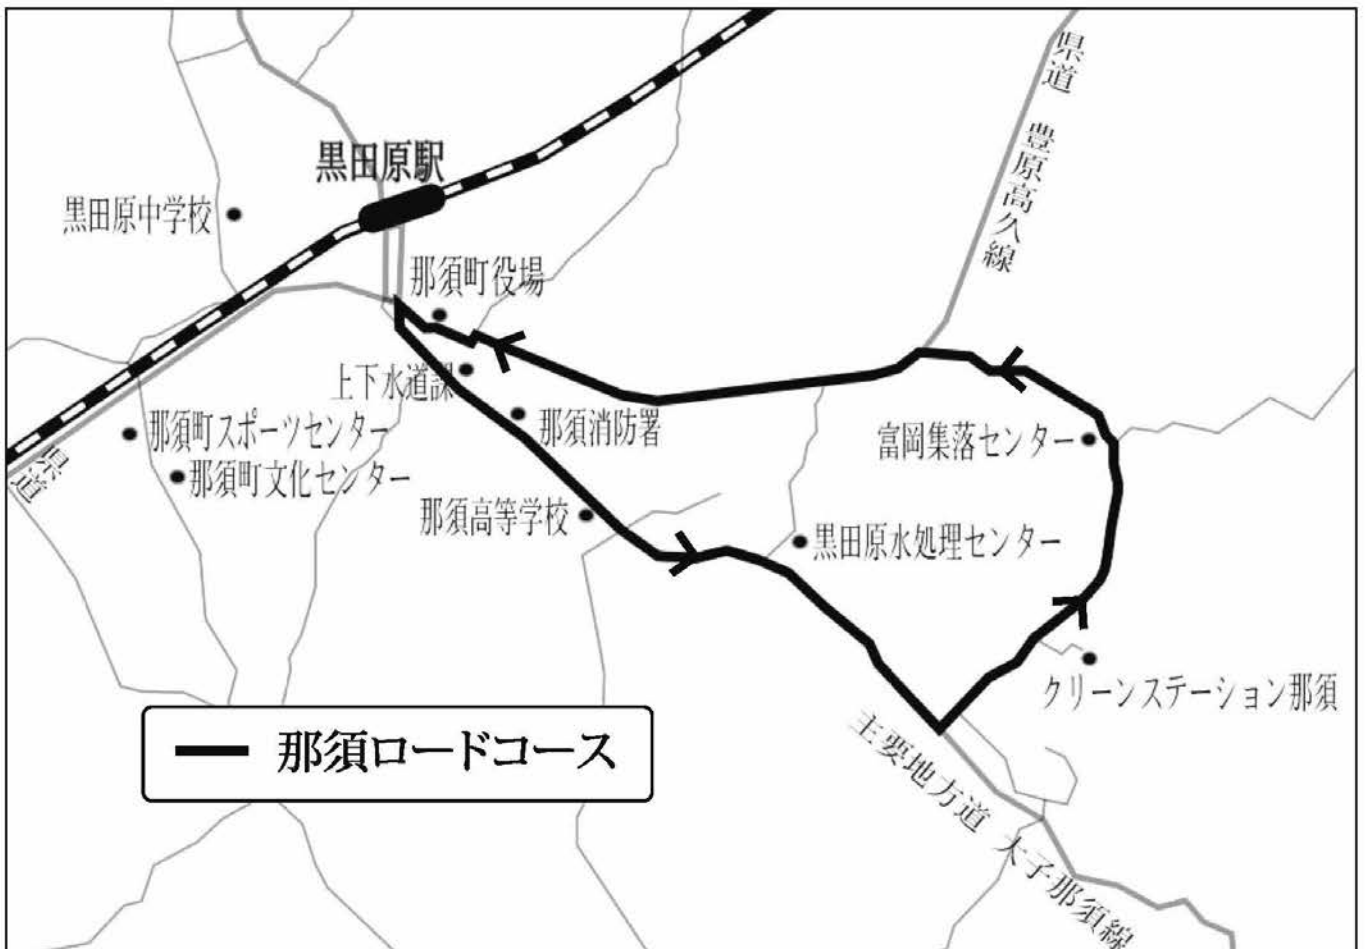 県道 豊原高久線
黒田原駅
黒田原中学校
那須町役場
上下水道課
那須町スポーツセンター
那須消防署
富岡集落センター
県道
那須町文化センター
那須高等学校
黒田原水処理センター
クリーンステーション那須
主要地方道 大子那須線
那須ロードコース